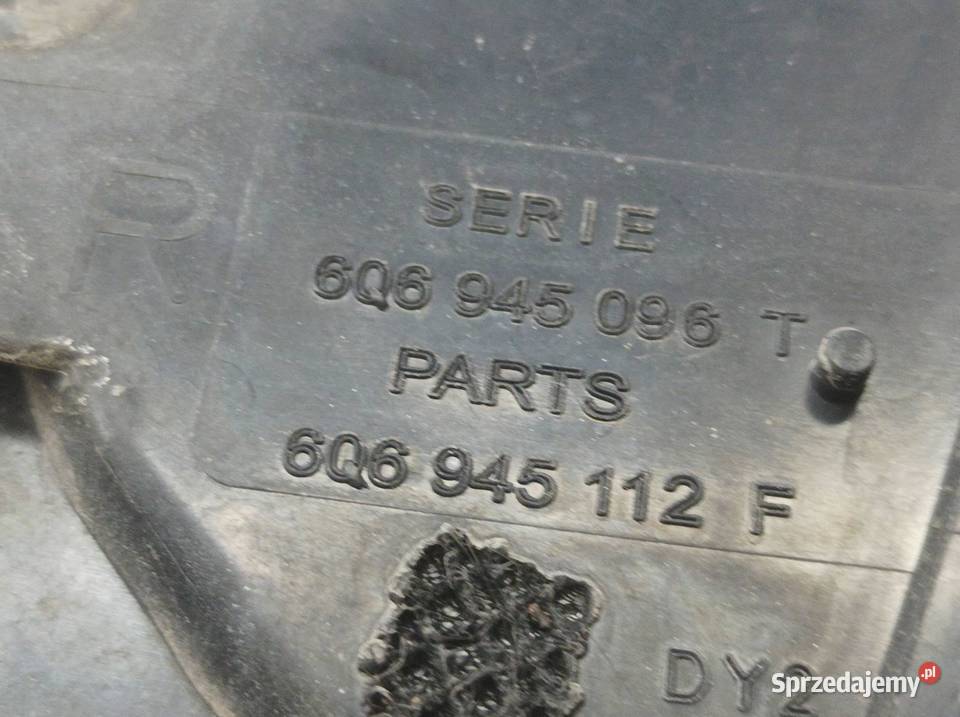 R
SERIE
6Q6 945 096 T
PARTS
6Q6 945 112 F
DY2
Sprzedajemy.pl